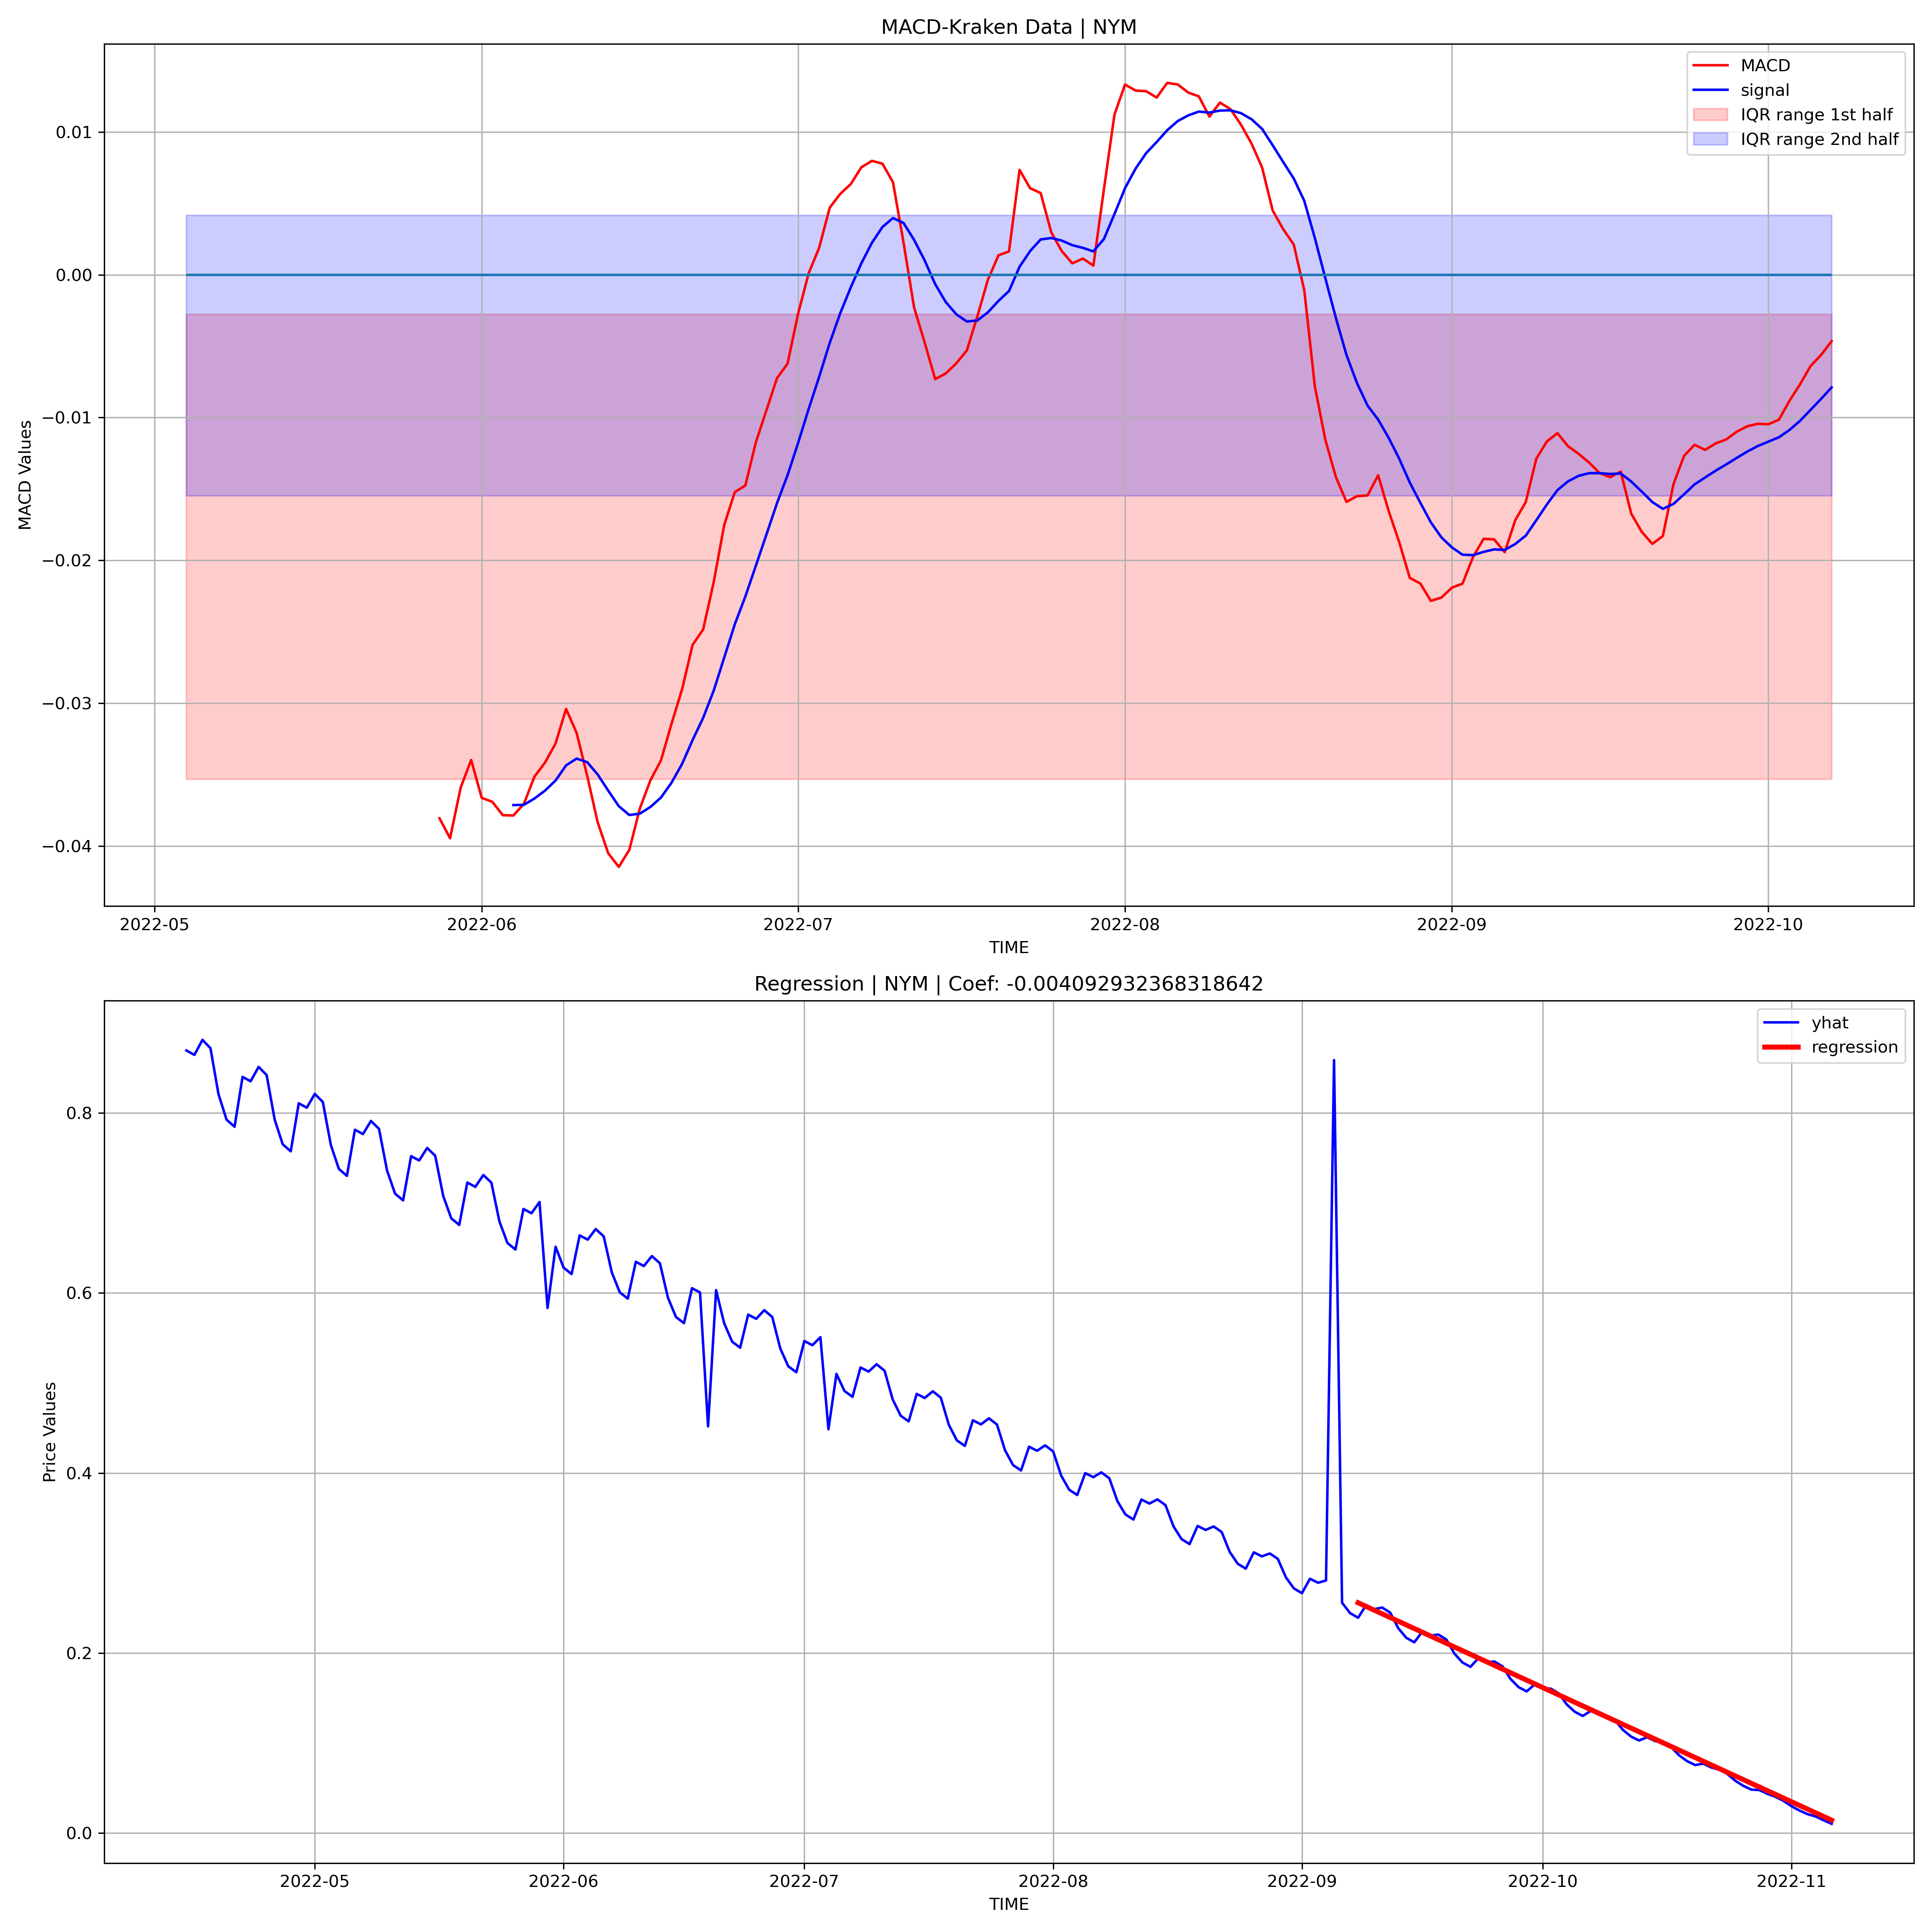 MACD-Kraken Data | NYM
MACD
signal
IQR range 1st half
IQR range 2nd half
MACD Values
0.01
0.00
−0.01
−0.02
−0.03
−0.04
2022-05 2022-06 2022-07 2022-08 2022-09 2022-10
TIME
Regression | NYM | Coef: -0.004092932368318642
yhat
regression
Price Values
0.8
0.6
0.4
0.2
0.0
2022-05 2022-06 2022-07 2022-08 2022-09 2022-10 2022-11
TIME